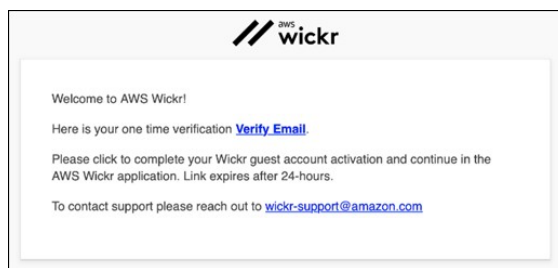 aws
wickr
Welcome to AWS Wickr!
Here is your one time verification Verify Email.
Please click to complete your Wickr guest account activation and continue in the
AWS Wickr application. Link expires after 24-hours.
To contact support please reach out to wickr-support@amazon.com